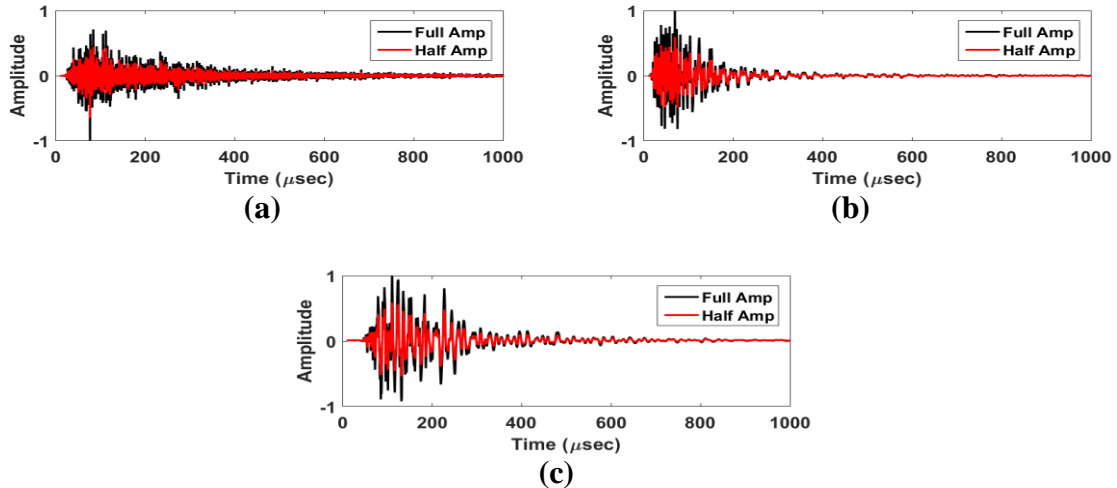 1
0
-1
Amplitude
Full Amp
Half Amp
0 200 400 600 800 1000
Time (μsec)
(a)
1
0
-1
Amplitude
Full Amp
Half Amp
0 200 400 600 800 1000
Time (μsec)
(b)
1
0
-1
Amplitude
Full Amp
Half Amp
0 200 400 600 800 1000
Time (μsec)
(c)